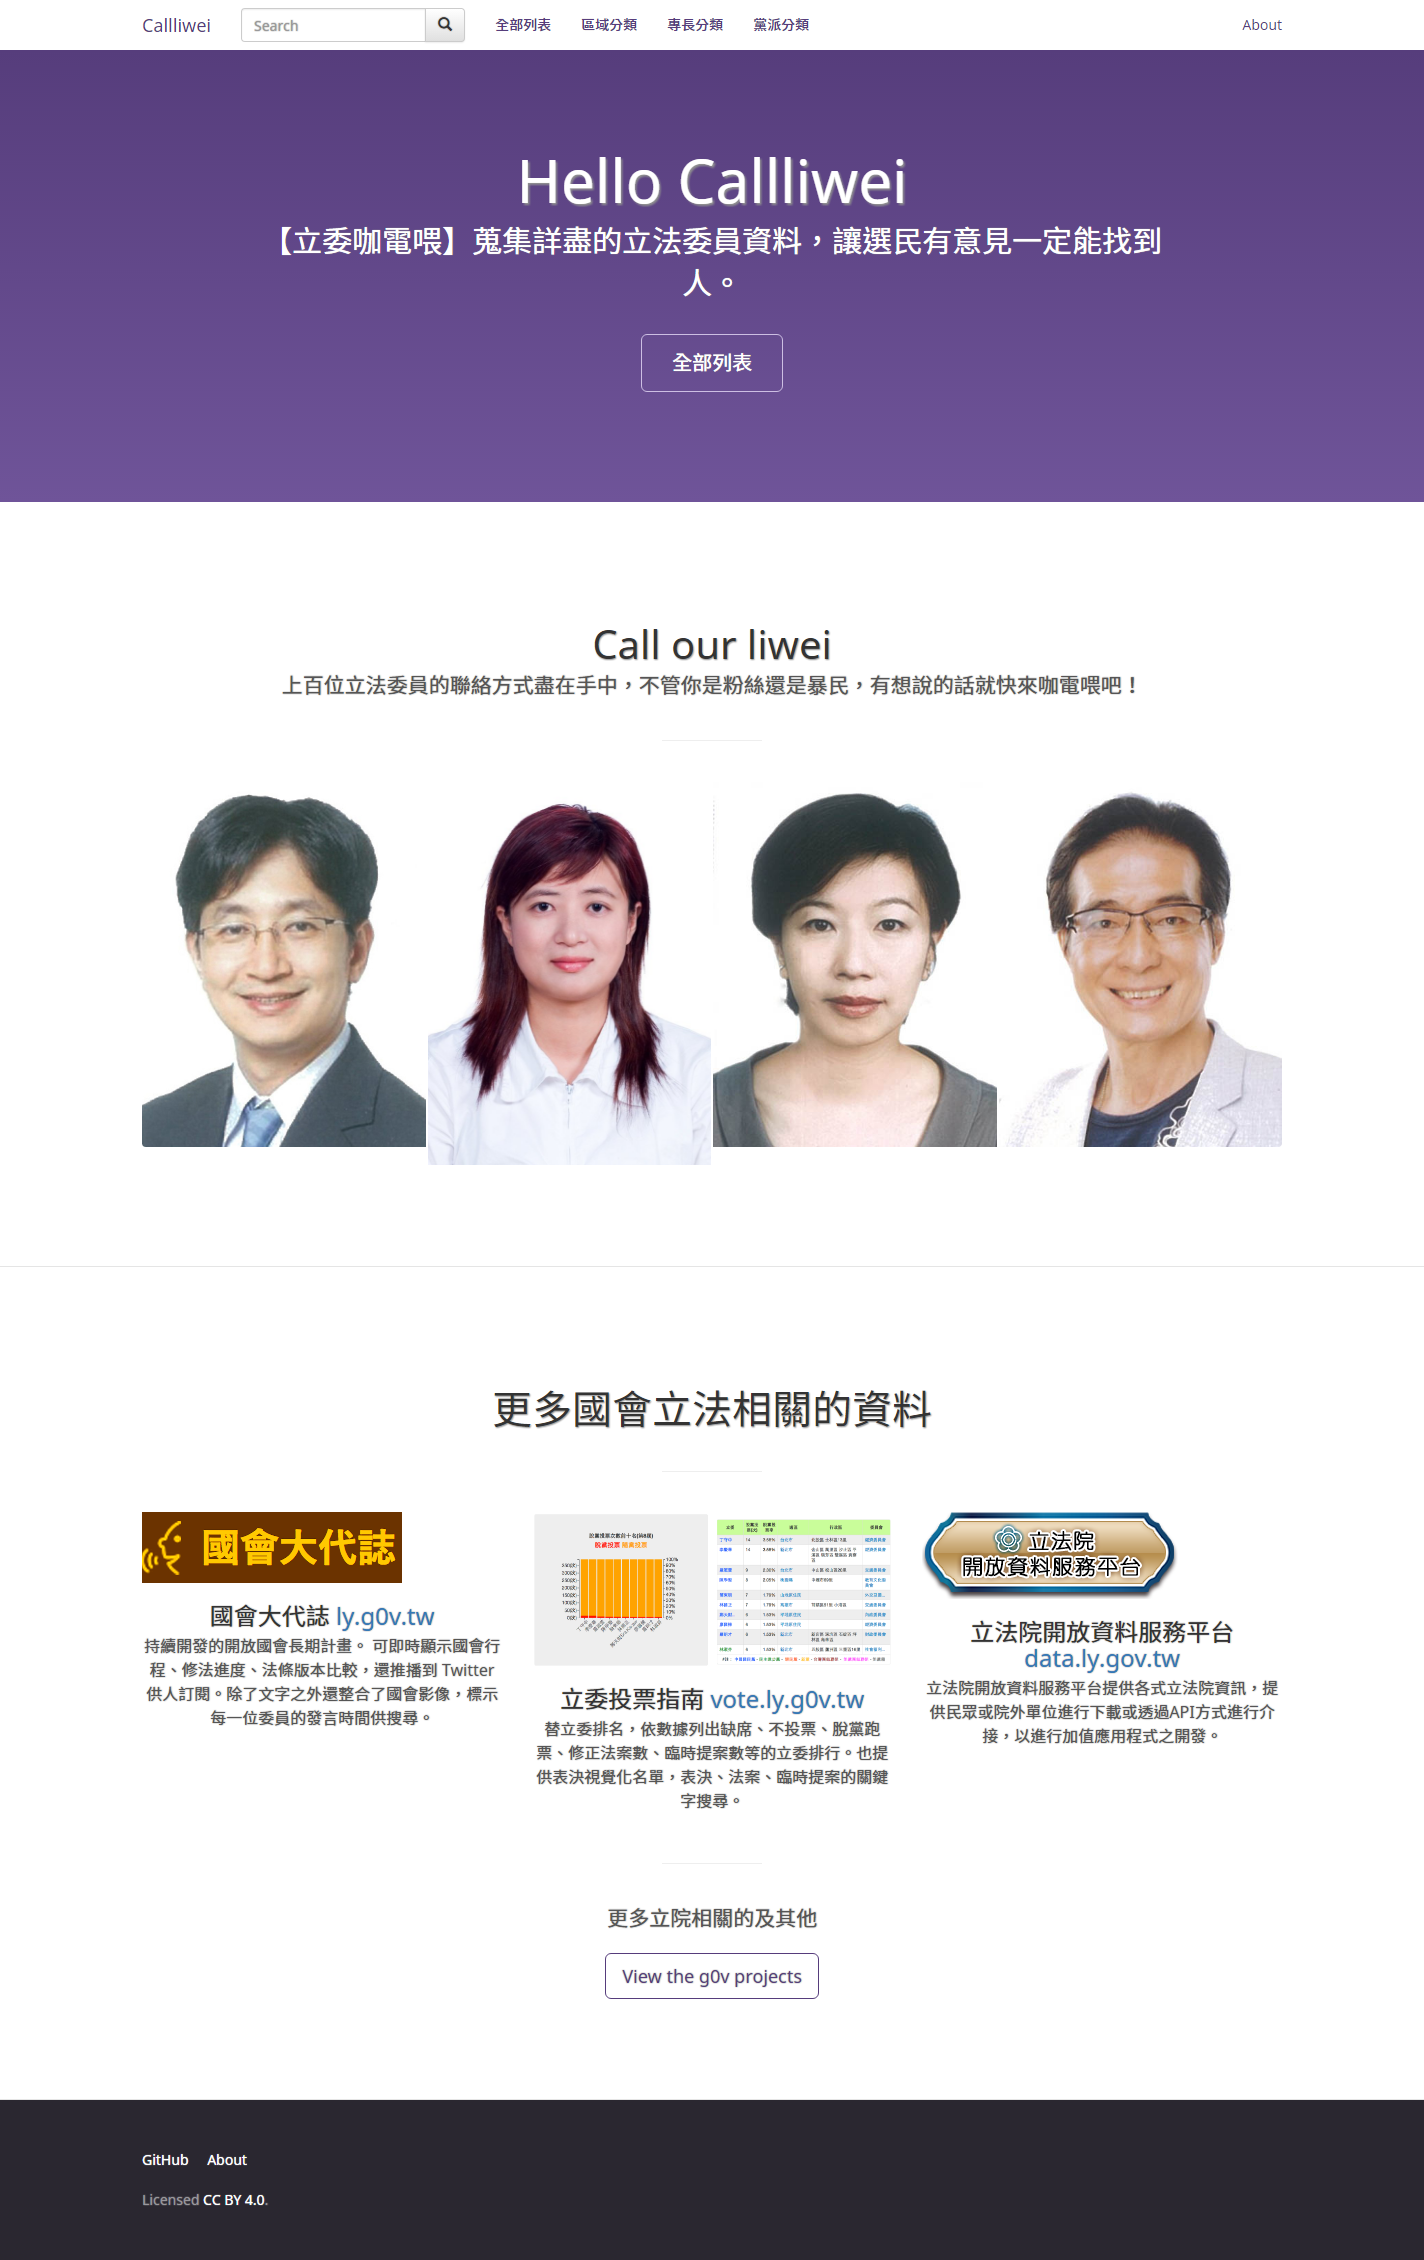 Callliwei
Search
全部列表
區域分類
專長分類
黨派分類
About
Hello Callliwei
【立委咖電喂】蒐集詳盡的立法委員資料，讓選民有意見一定能找到
人。
全部列表
Call our liwei
上百位立法委員的聯絡方式盡在手中，不管你是粉絲還是暴民，有想說的話就快來咖電喂吧！
更多國會立法相關的資料
國會大代誌
國會大代誌 ly.g0v.tw
持續開發的開放國會長期計畫。 可即時顯示國會行
程、修法進度、法條版本比較，還推播到 Twitter
供人訂閱。除了文字之外還整合了國會影像，標示
每一位委員的發言時間供搜尋。
脫黨投票 隨黨投票
立委投票指南 vote.ly.g0v.tw
替立委排名，依數據列出缺席、不投票、脫黨跑
票、修正法案數、臨時提案數等的立委排行。也提
供表決視覺化名單，表決、法案、臨時提案的關鍵
字搜尋。
立法院
開放資料服務平台
立法院開放資料服務平台
data.ly.gov.tw
立法院開放資料服務平台提供各式立法院資訊，提
供民眾或院外單位進行下載或透過API方式進行介
接，以進行加值應用程式之開發。
更多立院相關的及其他
View the g0v projects
GitHub
About
Licensed CC BY 4.0.